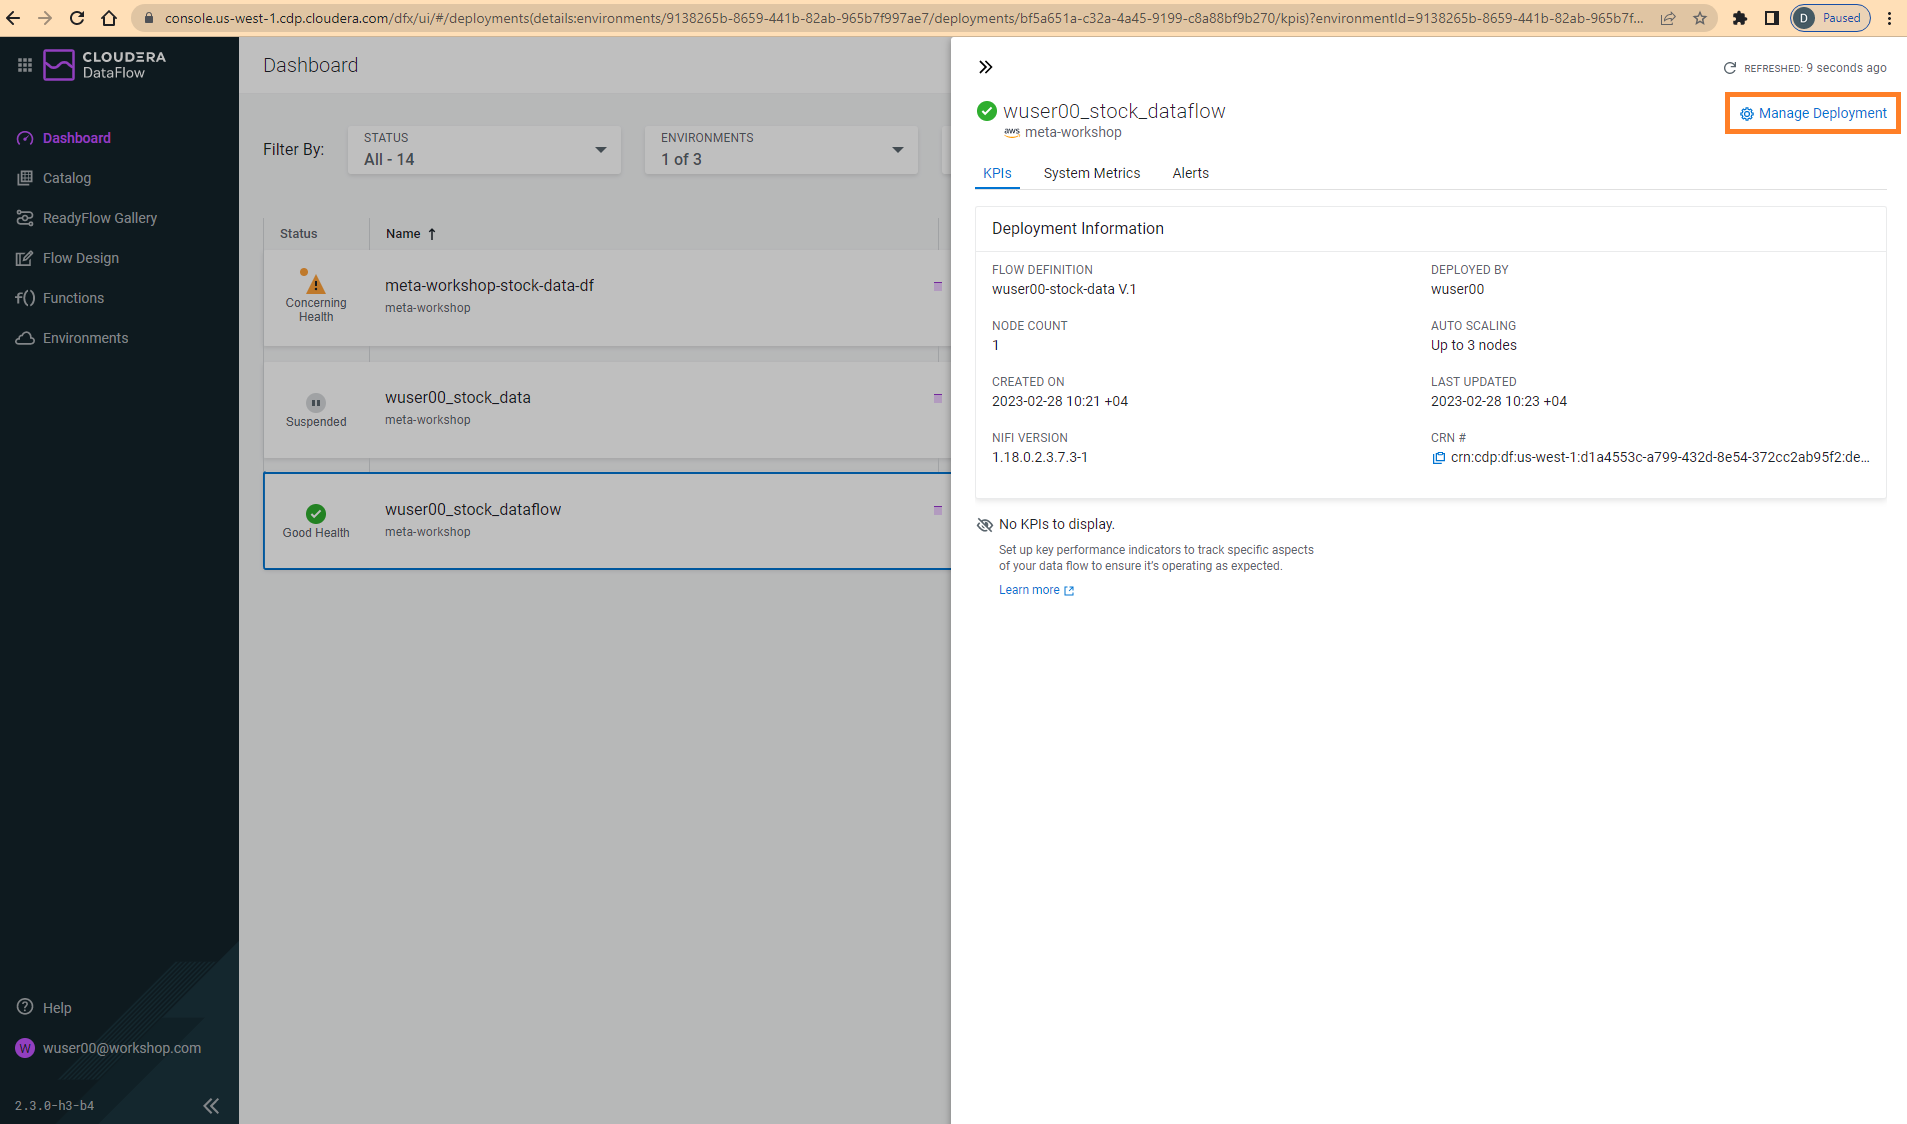 console.us-west-1.cdp.cloudera.com/dfx/ui/#/deployments(details:environments/9138265b-8659-441b-82ab-965b7f997ae7/deployments/bf5a651a-c32a-4a45-9199-c8a88bf9b270/kpis)?environmentId=9138265b-8659-441b-82ab-965b7f...
D Paused
CLOUDERA
DataFlow
Dashboard
Catalog
ReadyFlow Gallery
Flow Design
f() Functions
Environments
Help
W wuser00@workshop.com
2.3.0-h3-b4
Dashboard
Filter By:
STATUS
All - 14
ENVIRONMENTS
1 of 3
Status Name
meta-workshop-stock-data-df
meta-workshop
Concerning
Health
wuser00_stock_data
meta-workshop
Suspended
wuser00_stock_dataflow
meta-workshop
Good Health
REFRESHED: 9 seconds ago
wuser00_stock_dataflow
aws meta-workshop
Manage Deployment
KPIs System Metrics Alerts
Deployment Information
FLOW DEFINITION
wuser00-stock-data V.1
DEPLOYED BY
wuser00
NODE COUNT
1
AUTO SCALING
Up to 3 nodes
CREATED ON
2023-02-28 10:21 +04
LAST UPDATED
2023-02-28 10:23 +04
NIFI VERSION
1.18.0.2.3.7.3-1
CRN #
crn:cdp:df:us-west-1:d1a4553c-a799-432d-8e54-372cc2ab95f2:de...
No KPIs to display.
Set up key performance indicators to track specific aspects
of your data flow to ensure it's operating as expected.
Learn more